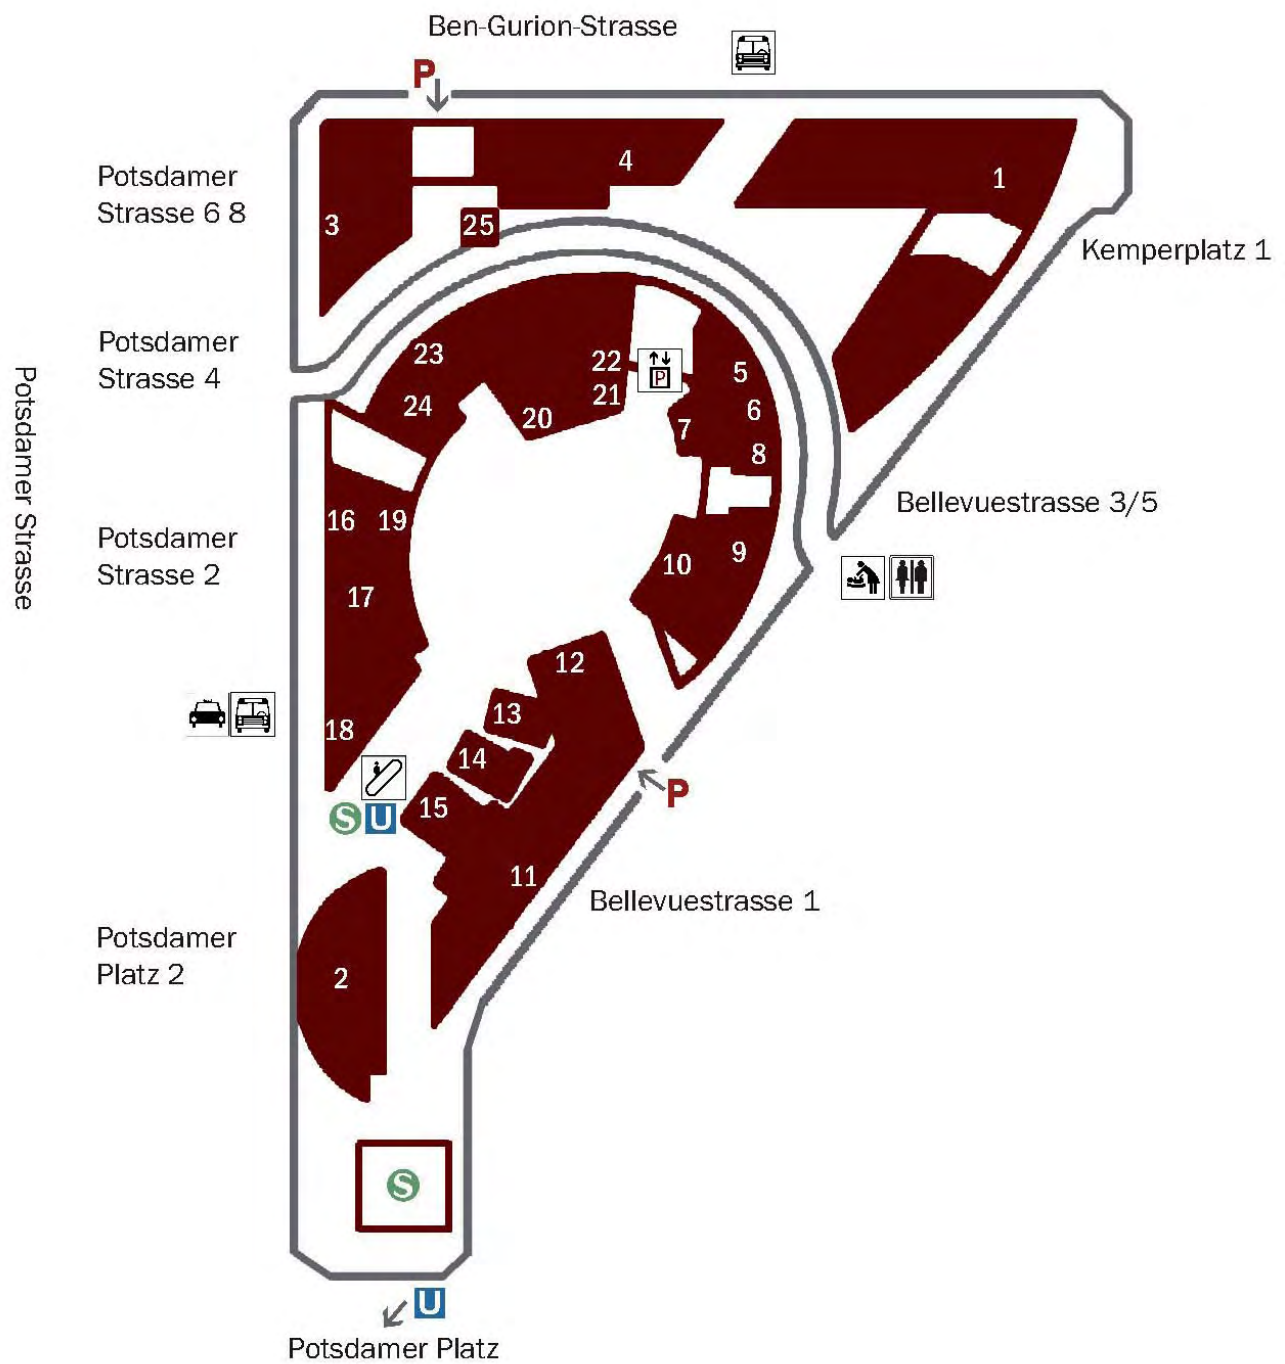 Ben-Gurion-Strasse
P
Potsdamer
Strasse 6 8
4
1
3
25
Kemperplatz 1
Potsdamer
Strasse 4
23
22
P
5
24
21
6
20
7
8
Potsdamer Strasse
Bellevuestrasse 3/5
Potsdamer
Strasse 2
16
19
9
10
17
12
13
18
14
P
15
S
U
11
Bellevuestrasse 1
Potsdamer
Platz 2
2
S
U
Potsdamer Platz